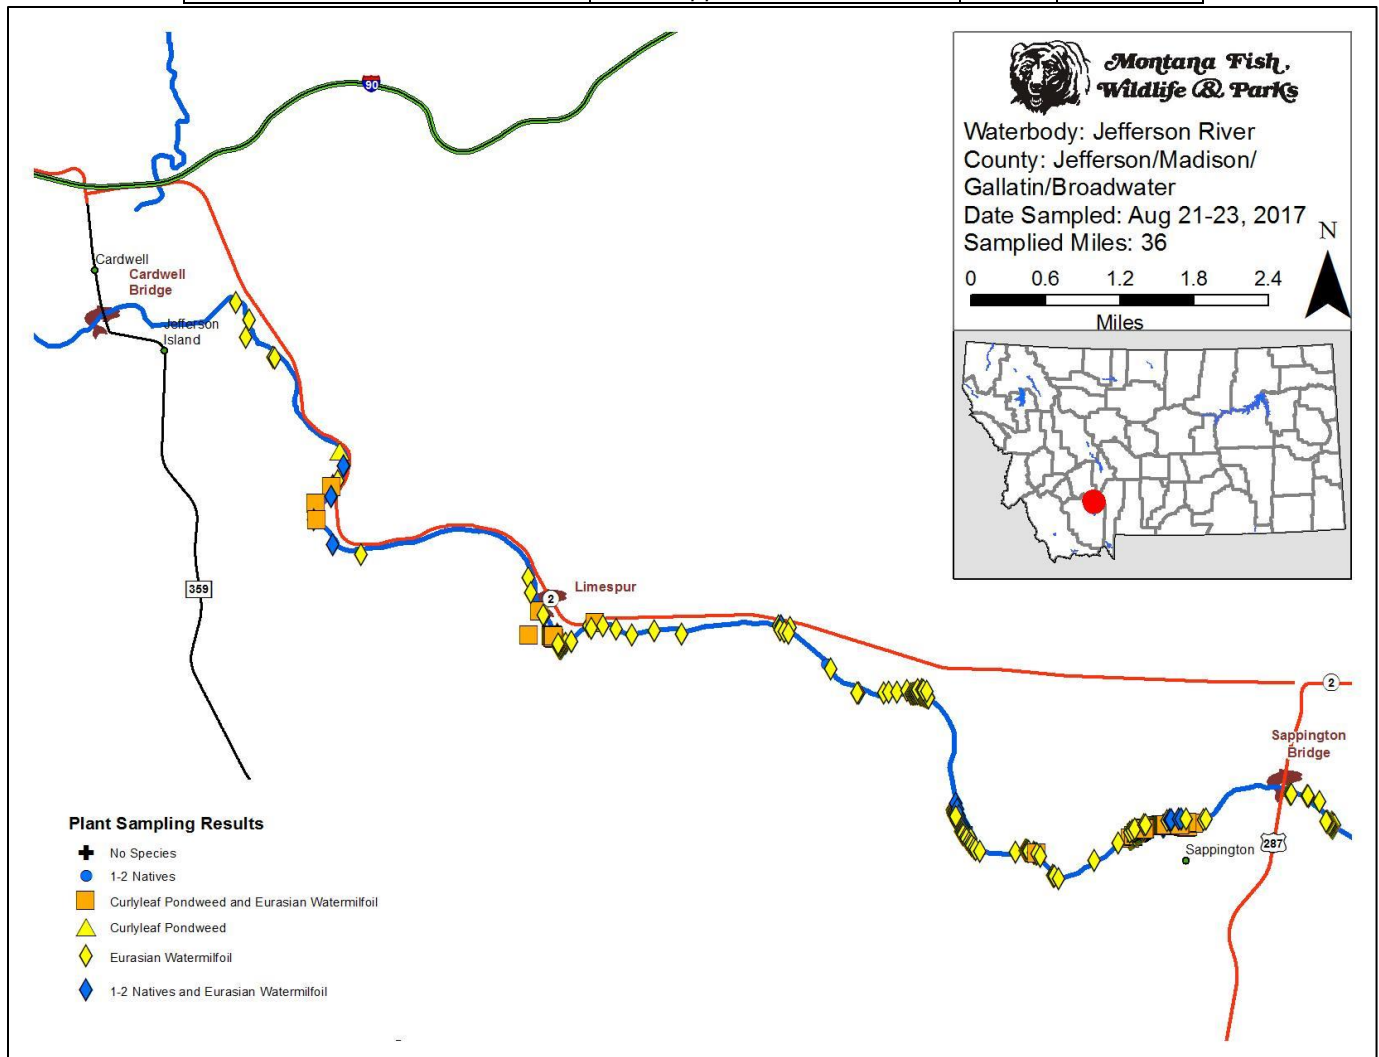 90
Montana Fish,
Wildlife & Parks
Waterbody: Jefferson River
County: Jefferson/Madison/
Gallatin/Broadwater
Date Sampled: Aug 21-23, 2017
Samplied Miles: 36
N
0 0.6 1.2 1.8 2.4
Miles
Cardwell
Cardwell
Bridge
Jefferson
Island
359
2
Limespur
2
Sappington
Bridge
287
Sappington
Plant Sampling Results
No Species
1-2 Natives
Curlyleaf Pondweed and Eurasian Watermilfoil
Curlyleaf Pondweed
Eurasian Watermilfoil
1-2 Natives and Eurasian Watermilfoil